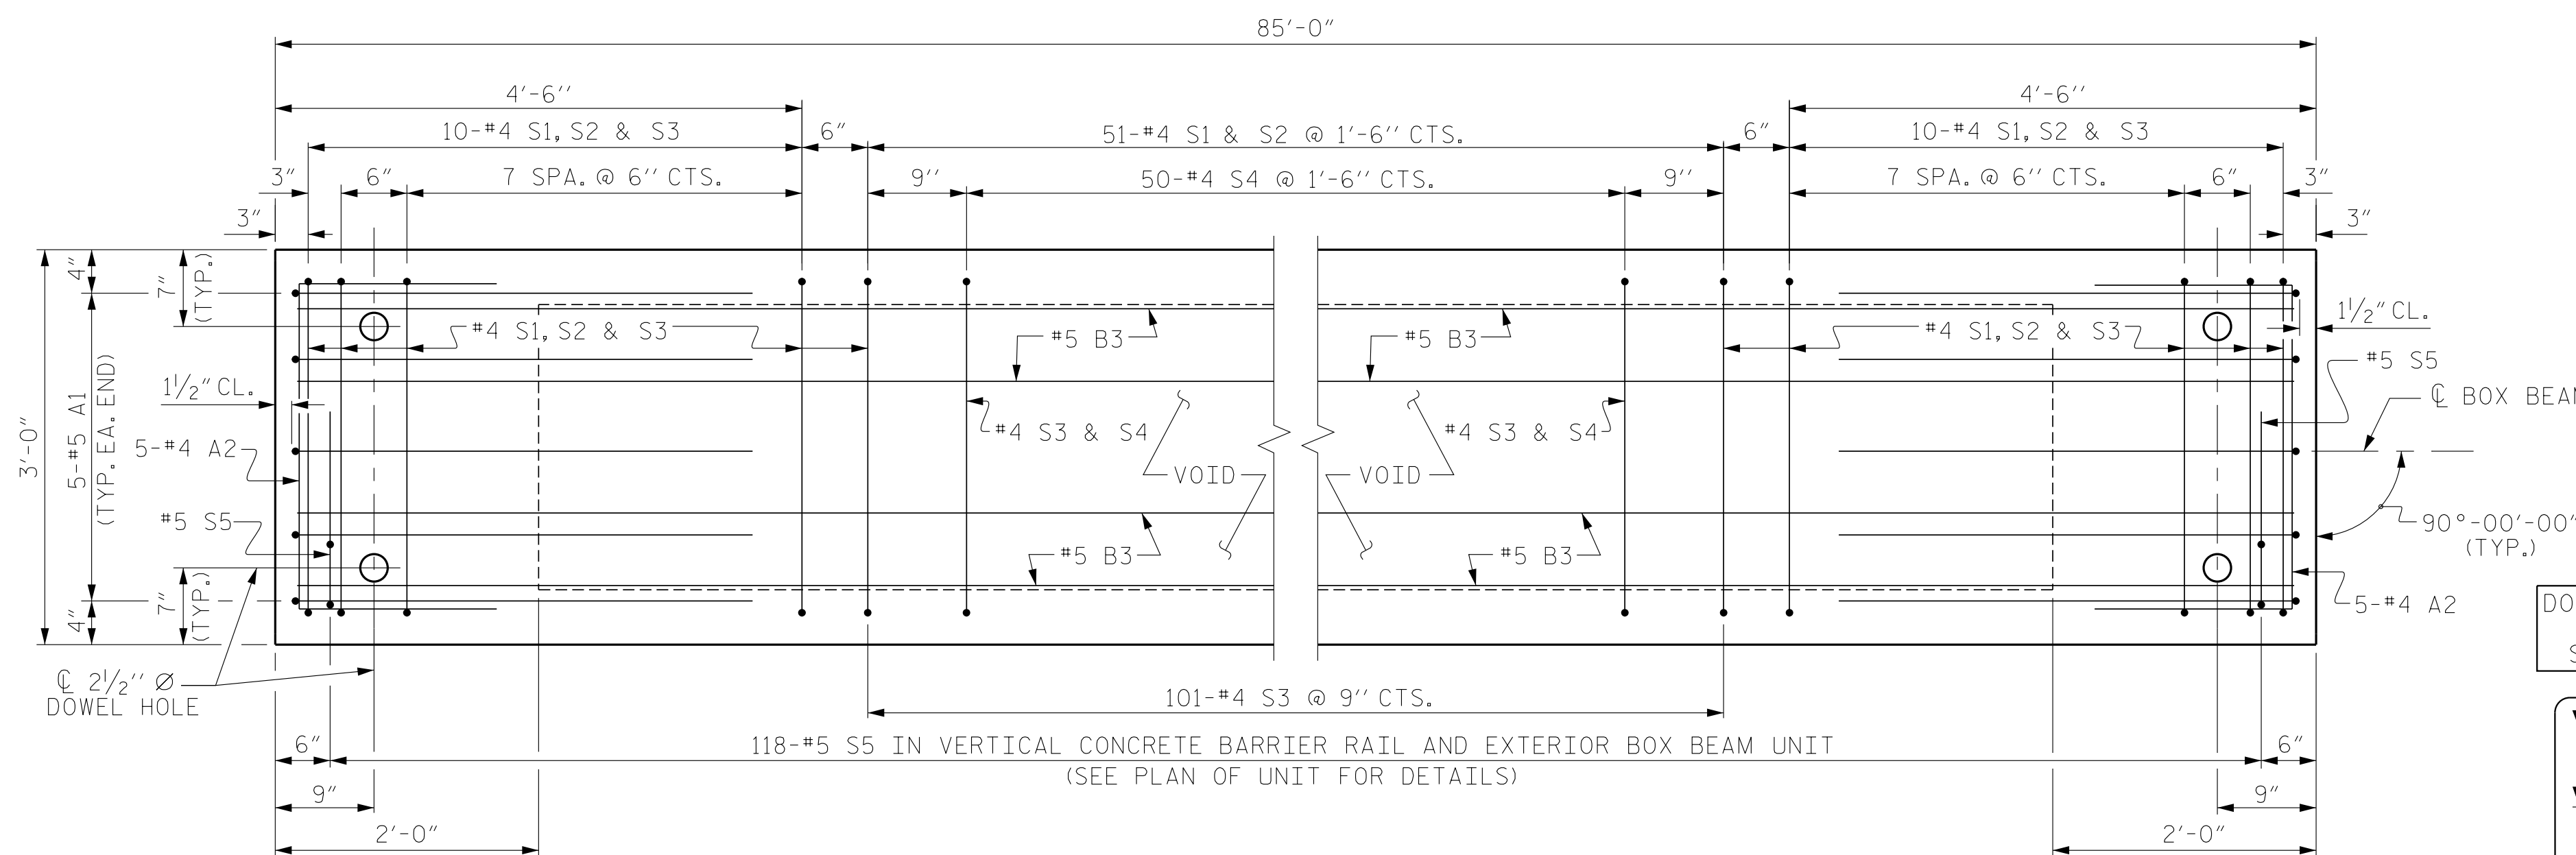 85'-0"
4'-6''
4'-6''
10-#4 S1, S2 & S3
6"
51-#4 S1 & S2 @ 1'-6'' CTS.
6"
10-#4 S1, S2 & S3
3"
6"
7 SPA. @ 6'' CTS.
9''
50-#4 S4 @ 1'-6'' CTS.
9''
7 SPA. @ 6'' CTS.
6"
3"
3"
3"
4"
7"
(TYP.)
#4 S1, S2 & S3
#5 B3
#5 B3
#4 S1, S2 & S3
1½" CL.
#5 S5
1½" CL.
3'-0"
5-#5 A1
(TYP. EA. END)
℄ BOX BEAM
5-#4 A2
#4 S3 & S4
#4 S3 & S4
VOID
VOID
#5 S5
#5 B3
#5 B3
90°-00'-00"
(TYP.)
4"
7"
(TYP.)
5-#4 A2
DO
S
℄ 2½'' Ø
DOWEL HOLE
101-#4 S3 @ 9'' CTS.
6"
118-#5 S5 IN VERTICAL CONCRETE BARRIER RAIL AND EXTERIOR BOX BEAM UNIT
6"
(SEE PLAN OF UNIT FOR DETAILS)
9"
9"
2'-0"
2'-0"